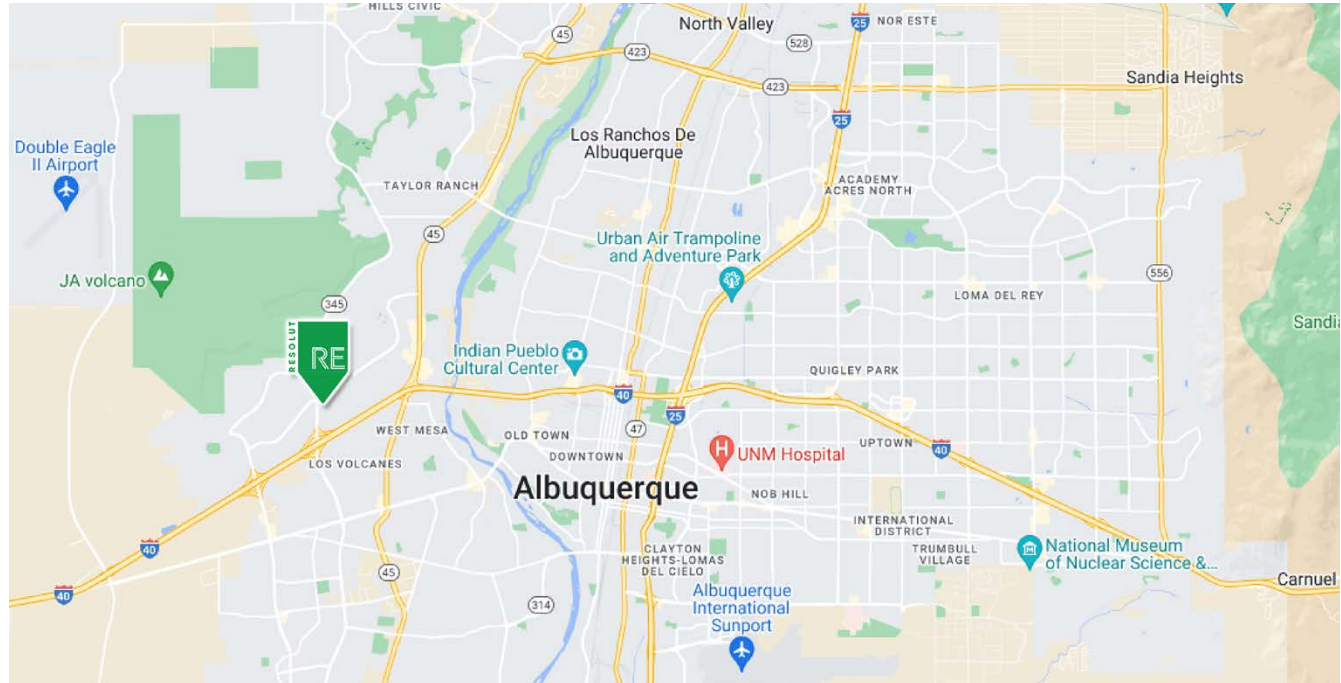 HILLS CIVIC
45
North Valley
25
NOR ESTE
528
423
423
Sandia Heights
25
Los Ranchos De
Albuquerque
Double Eagle
II Airport
TAYLOR RANCH
ACADEMY
ACRES NORTH
45
Urban Air Trampoline
and Adventure Park
556
JA volcano
345
LOMA DEL REY
Sandia
RESOLUT
RE
Indian Pueblo
Cultural Center
QUIGLEY PARK
40
25
WEST MESA
OLD TOWN
47
UPTOWN
40
LOS VOLCANES
DOWNTOWN
UNM Hospital
Albuquerque
NOB HILL
INTERNATIONAL
DISTRICT
40
CLAYTON
HEIGHTS-LOMAS
DEL CIELO
TRUMBULL
VILLAGE
National Museum
of Nuclear Science &...
45
Carnuel
40
314
Albuquerque
International
Sunport